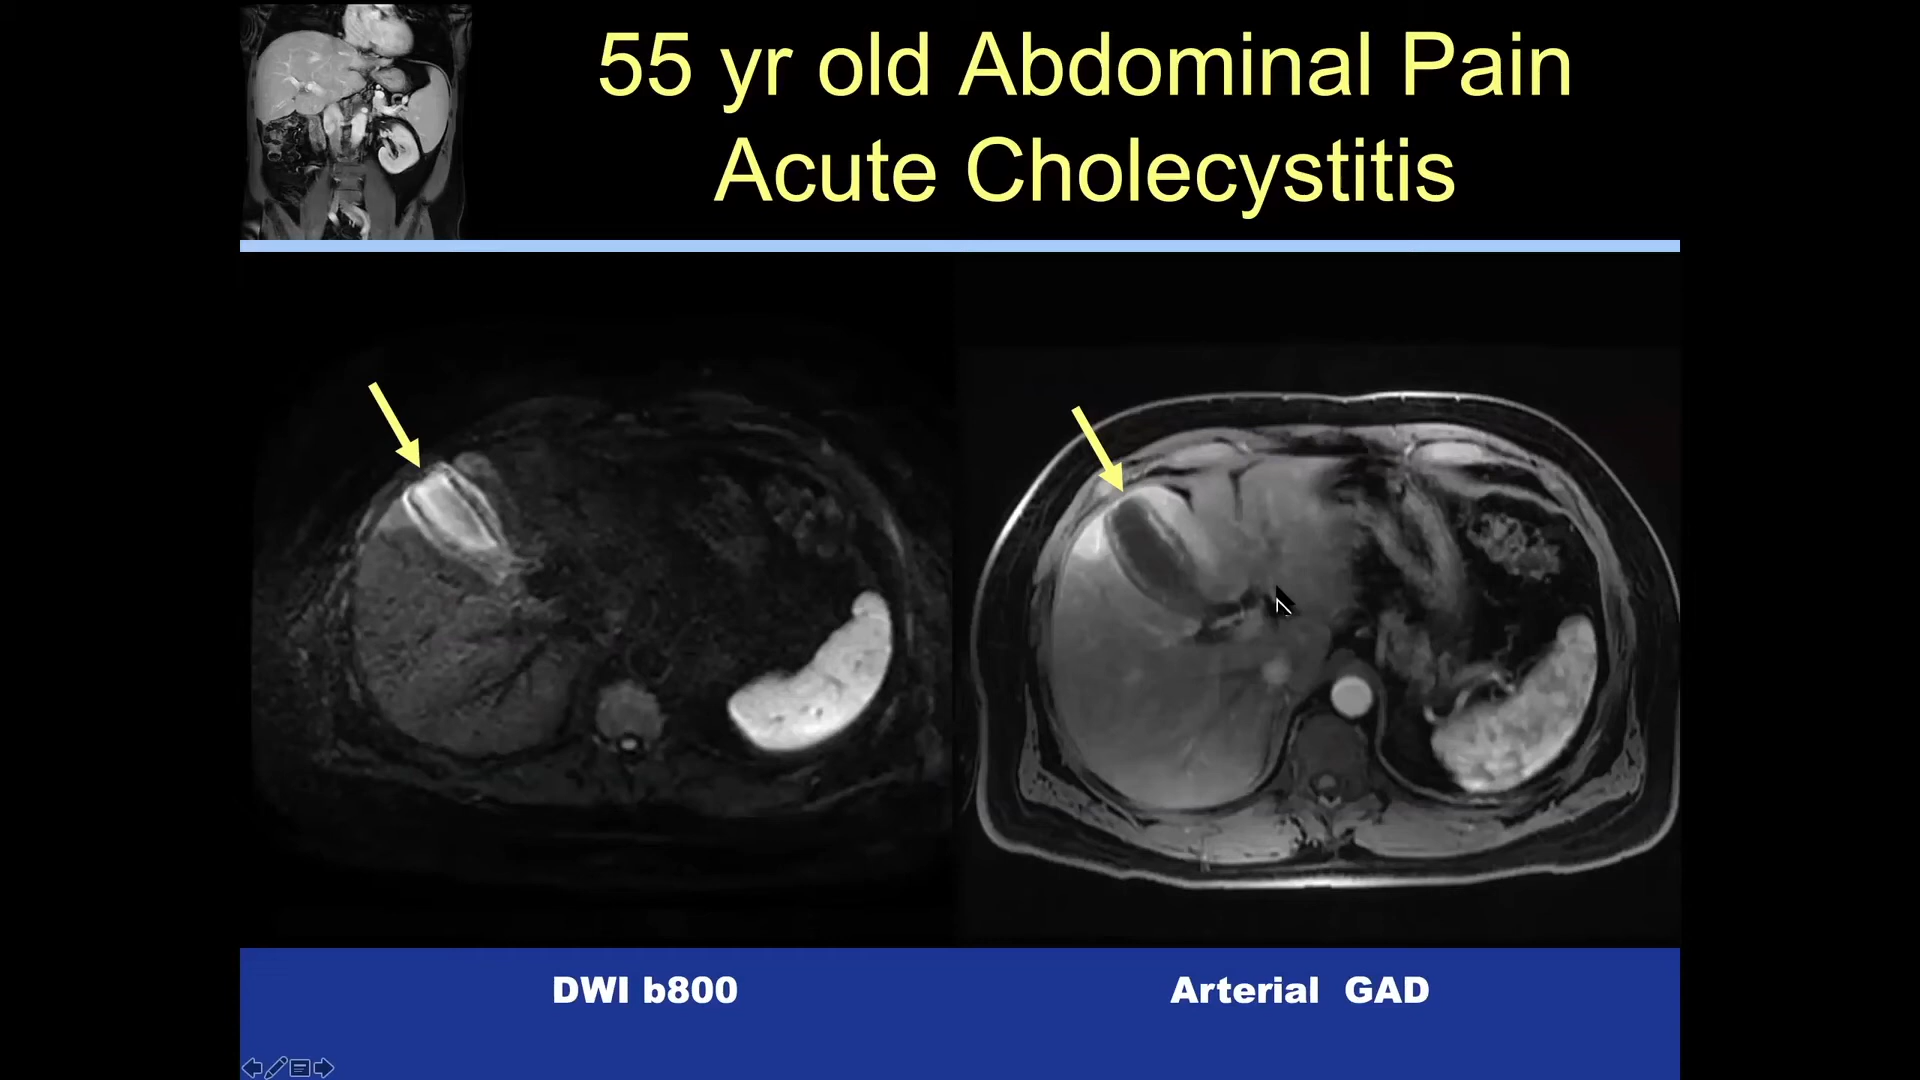 55 yr old Abdominal Pain
Acute Cholecystitis
DWI b800
Arterial GAD